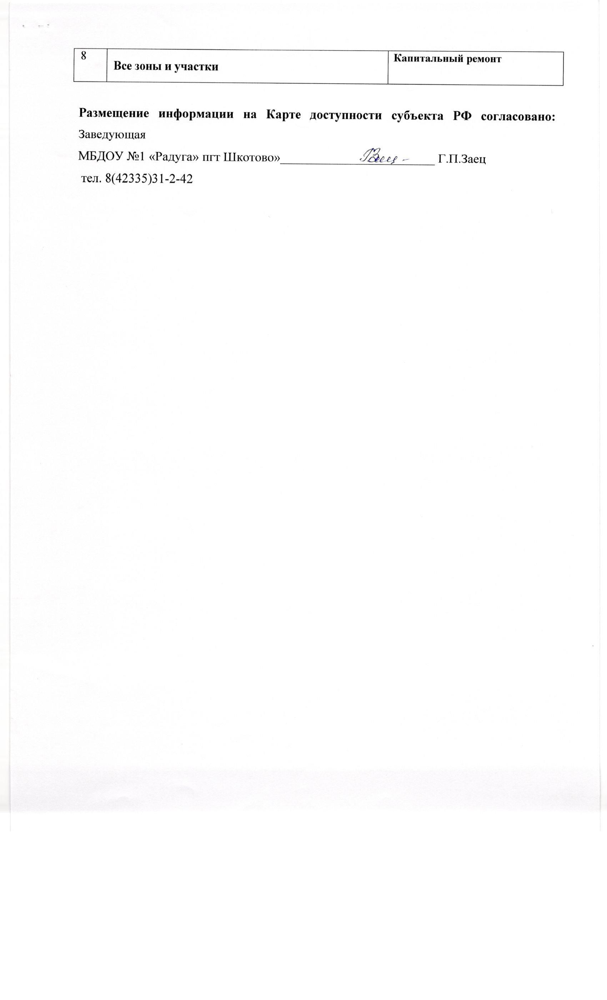 8
Все зоны и участки
Капитальный ремонт
Размещение информации на Карте доступности субъекта РФ согласовано:
Заведующая
МБДОУ №1 «Радуга» пгт Шкотово»________________________ Г.П.Заец
тел. 8(42335)31-2-42